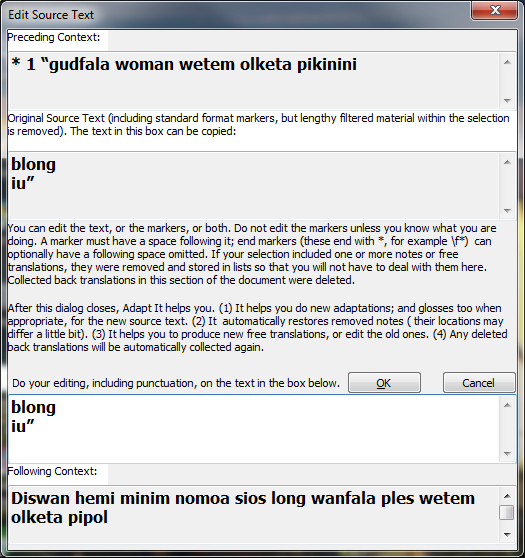 Edit Source Text
Preceding Context:
* 1 “gudfala woman wetem olketa pikinini
Original Source Text (including standard format markers, but lengthy filtered material within the selection
is removed). The text in this box can be copied:
blong
iu”
You can edit the text, or the markers, or both. Do not edit the markers unless you know what you are
doing. A marker must have a space following it; end markers (these end with *, for example \f*)  can
optionally have a following space omitted. If your selection included one or more notes or free
translations, they were removed and stored in lists so that you will not have to deal with them here.
Collected back translations in this section of the document were deleted.
After this dialog closes, Adapt It helps you. (1) It helps you do new adaptations; and glosses too when
appropriate, for the new source text. (2) It  automatically restores removed notes ( their locations may
differ a little bit). (3) It helps you to produce new free translations, or edit the old ones. (4) Any deleted
back translations will be automatically collected again.
Do your editing, including punctuation, on the text in the box below. OK Cancel
blong
iu”
Following Context:
Diswan hemi minim nomoa sios long wanfala ples wetem
olketa pipol